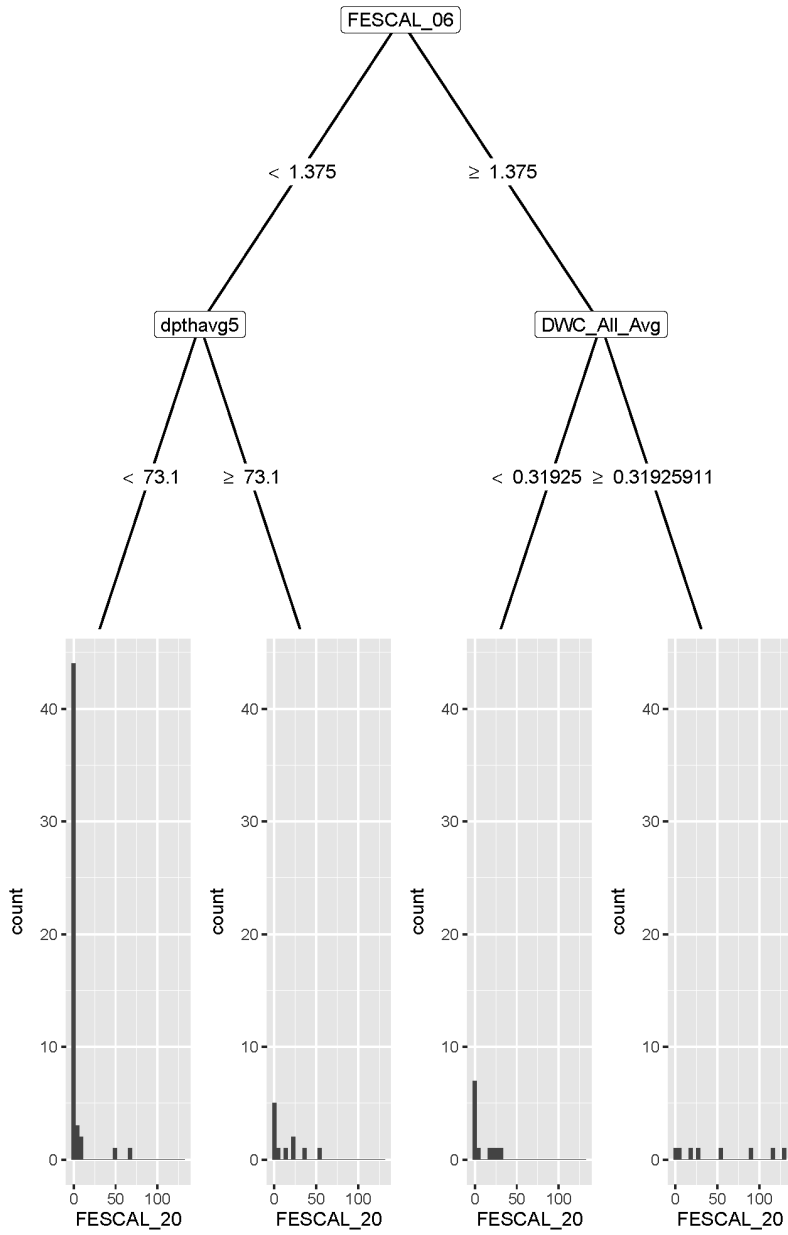 FESCAL_06
< 1.375 ≥ 1.375
dpthavg5 DWC_All_Avg
< 73.1 ≥ 73.1 < 0.31925 ≥ 0.31925911
40 40 40 40
30 30 30 30
count count count count
20 20 20 20
10 10 10 10
0 0 0 0
0 50 100 0 50 100 0 50 100 0 50 100
FESCAL_20 FESCAL_20 FESCAL_20 FESCAL_20